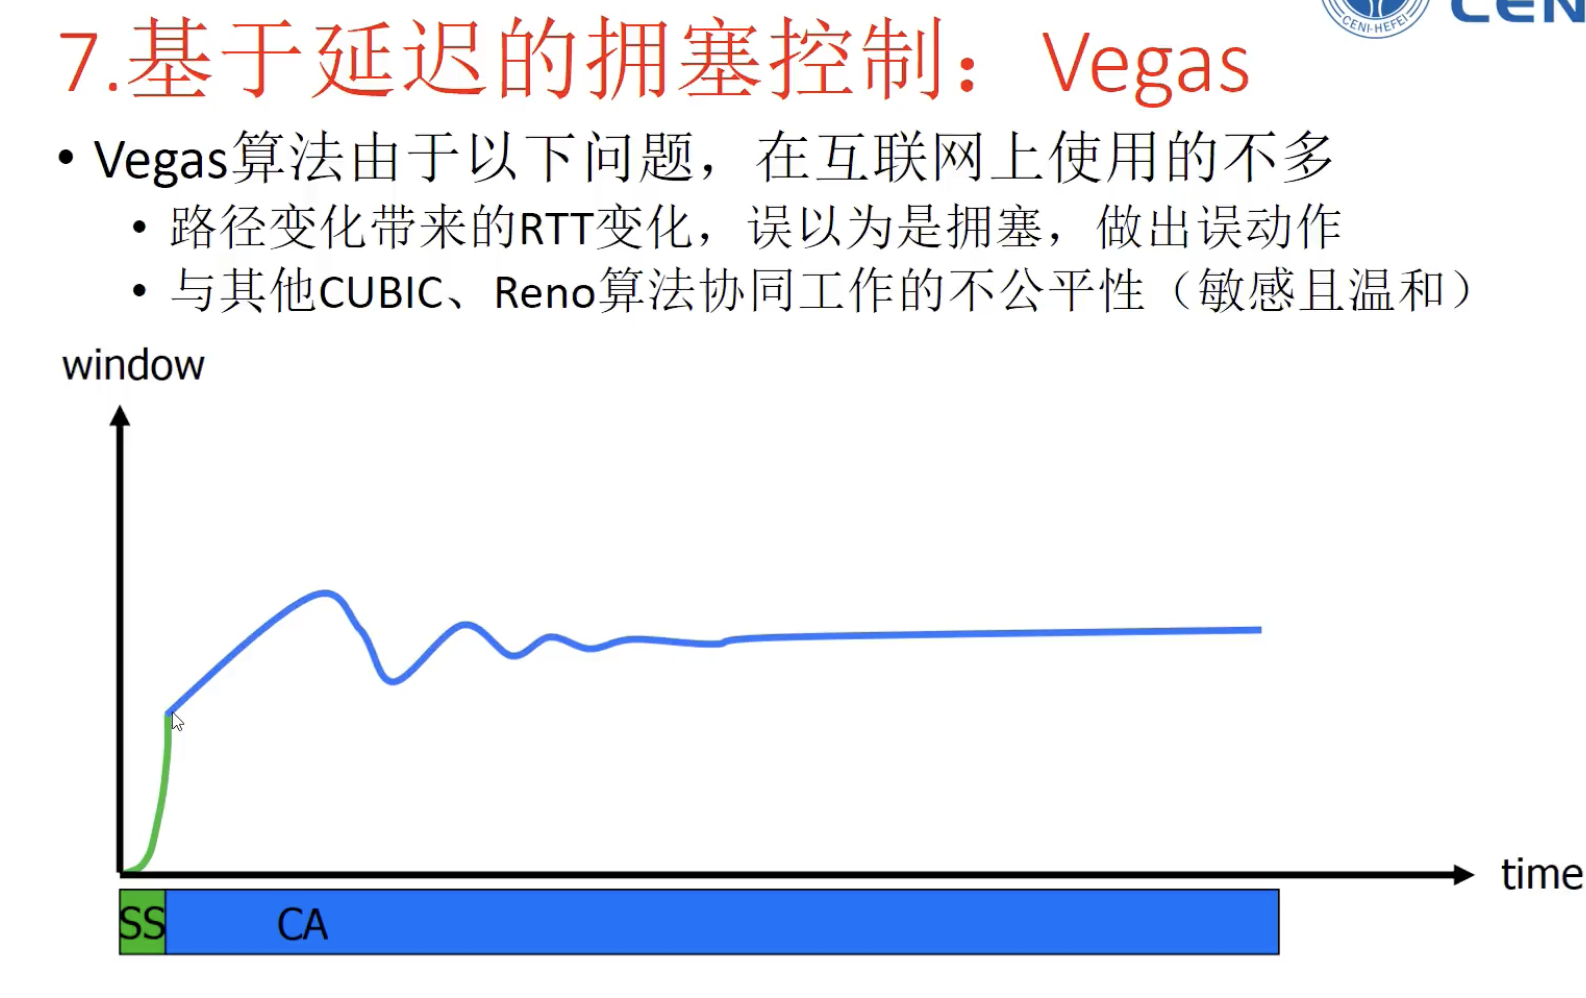 CENI-HEFEI
CEN
7.基于延迟的拥塞控制：Vegas
• Vegas算法由于以下问题，在互联网上使用的不多
• 路径变化带来的RTT变化，误以为是拥塞，做出误动作
• 与其他CUBIC、Reno算法协同工作的不公平性（敏感且温和）
window
time
SS
CA